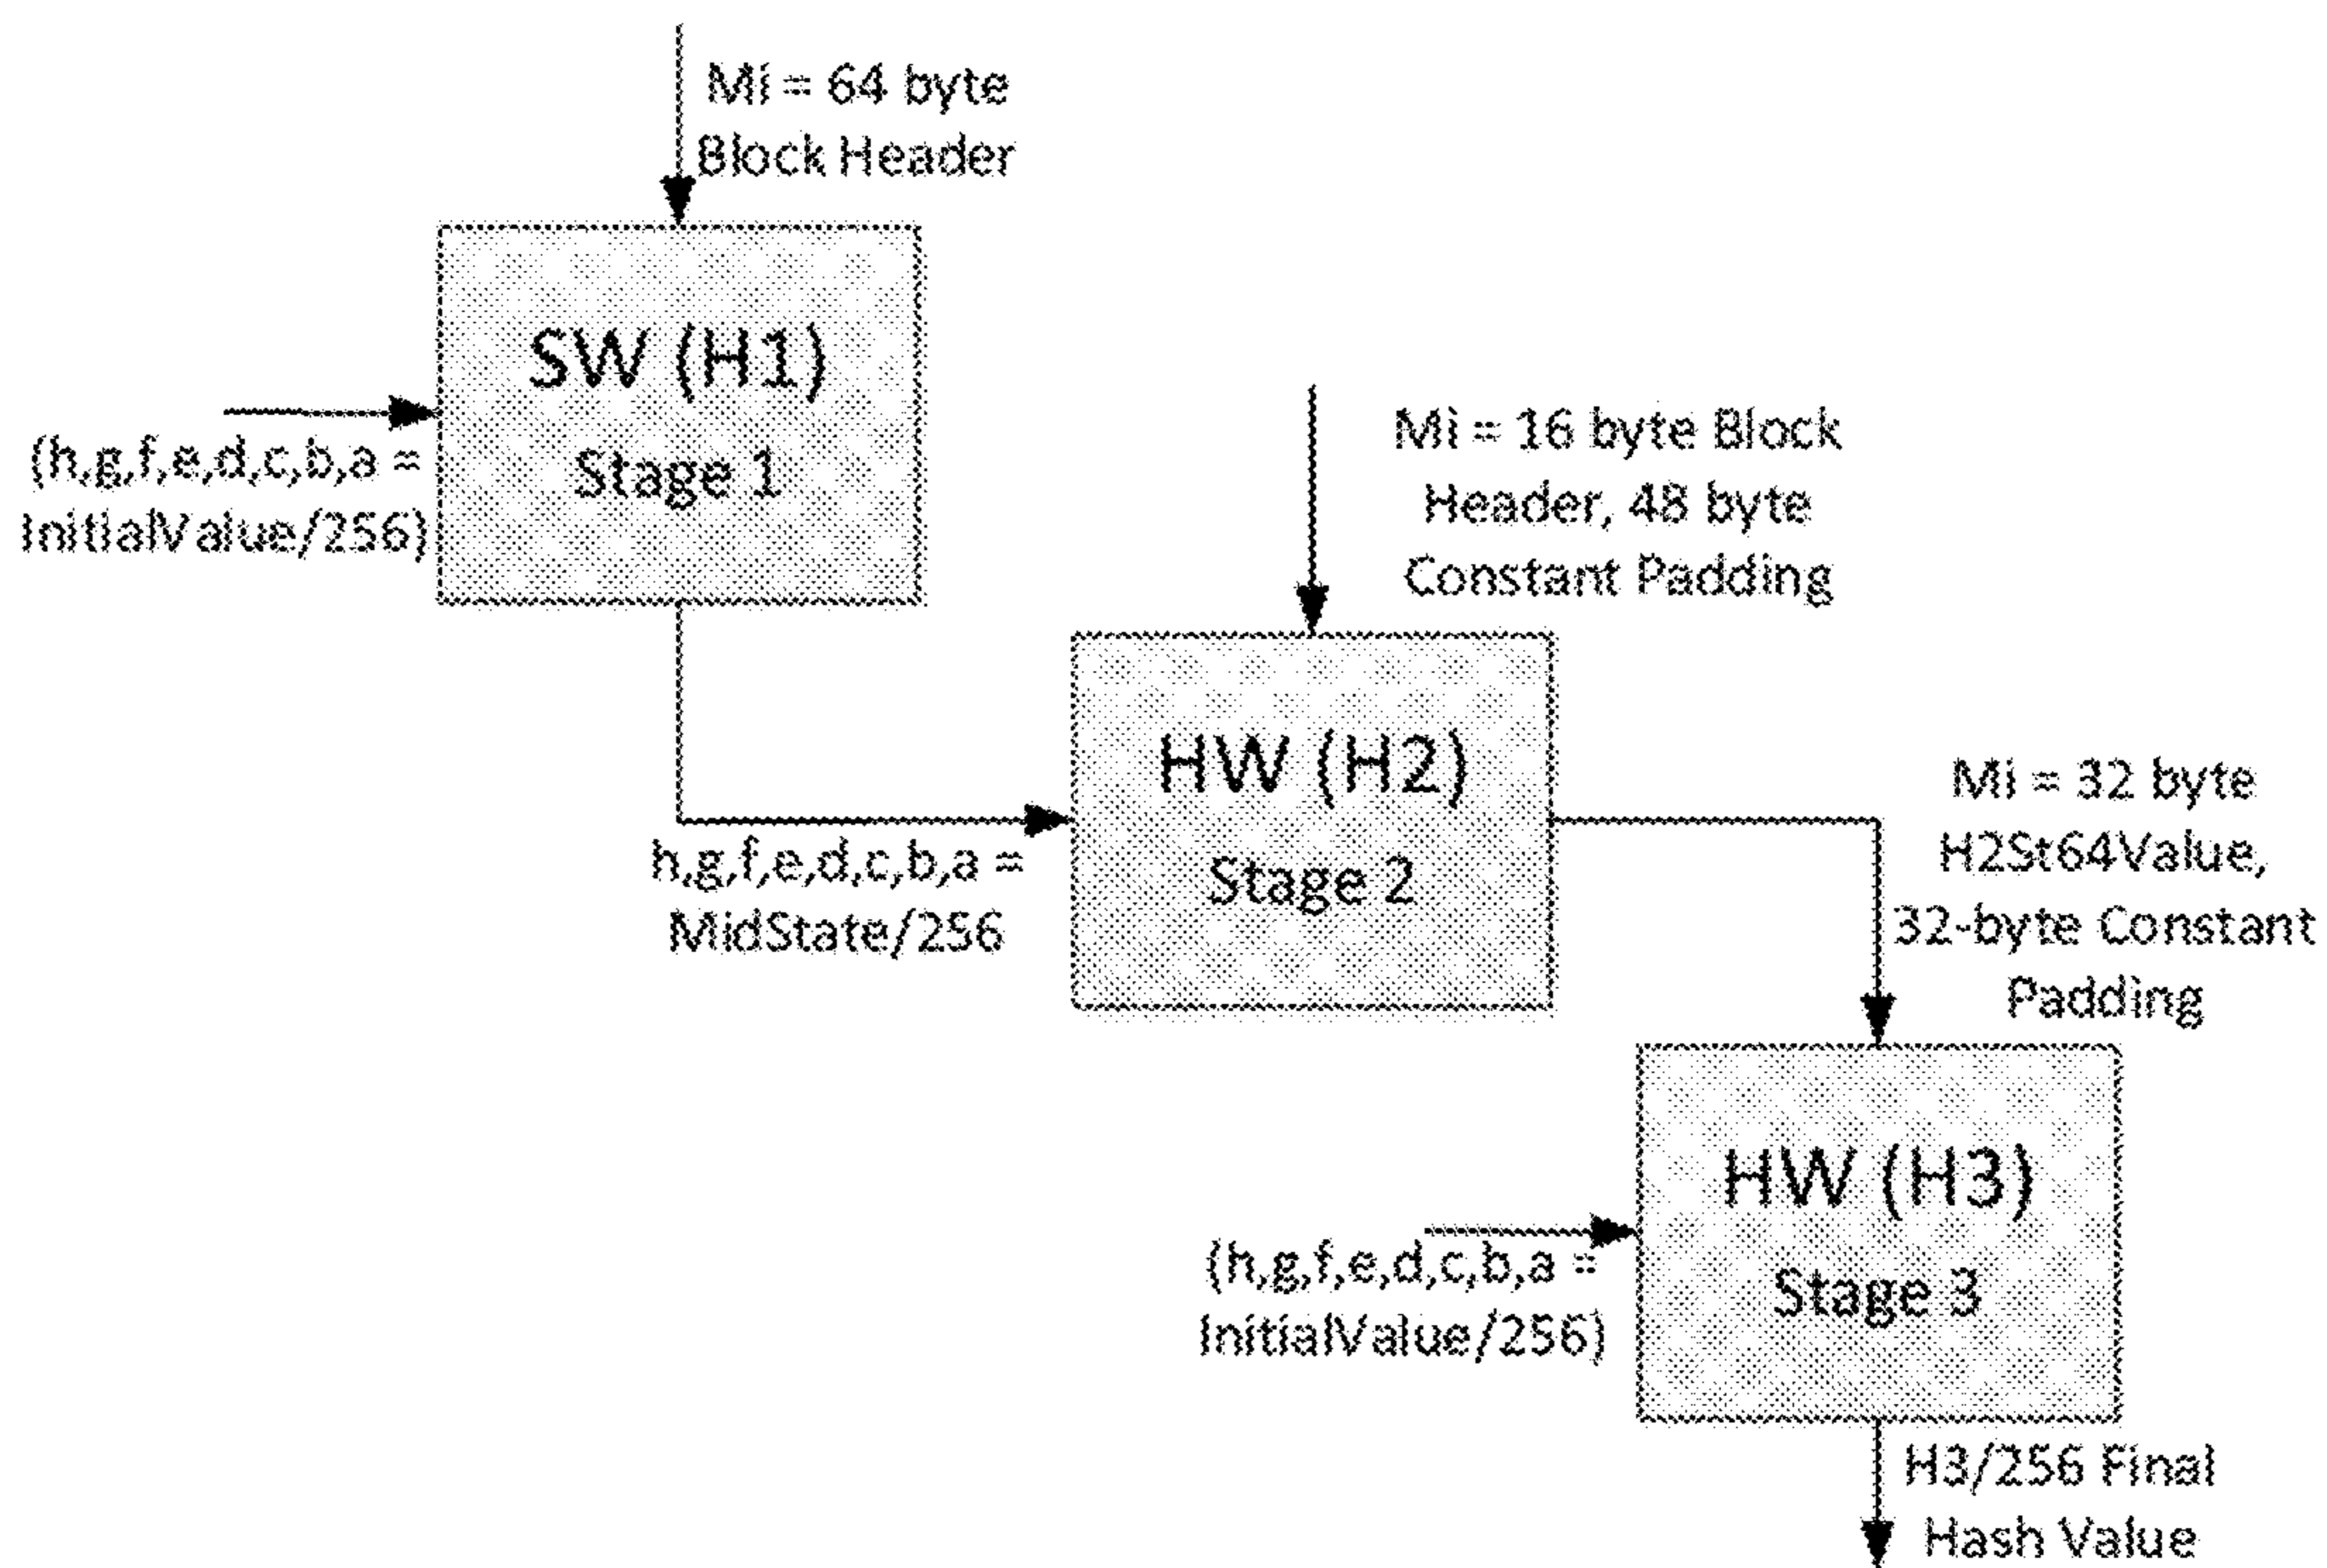 Mi = 64 byte
Block Header
SW (H1)
Stage 1
(h,g,f,e,d,c,b,a =
InitialValue/256)
Mi = 16 byte Block
Header, 48 byte
Constant Padding
HW (H2)
Stage 2
h,g,f,e,d,c,b,a =
MidState/256
Mi = 32 byte
H2St64Value,
32-byte Constant
Padding
HW (H3)
Stage 3
(h,g,f,e,d,c,b,a =
InitialValue/256)
H3/256 Final
Hash Value